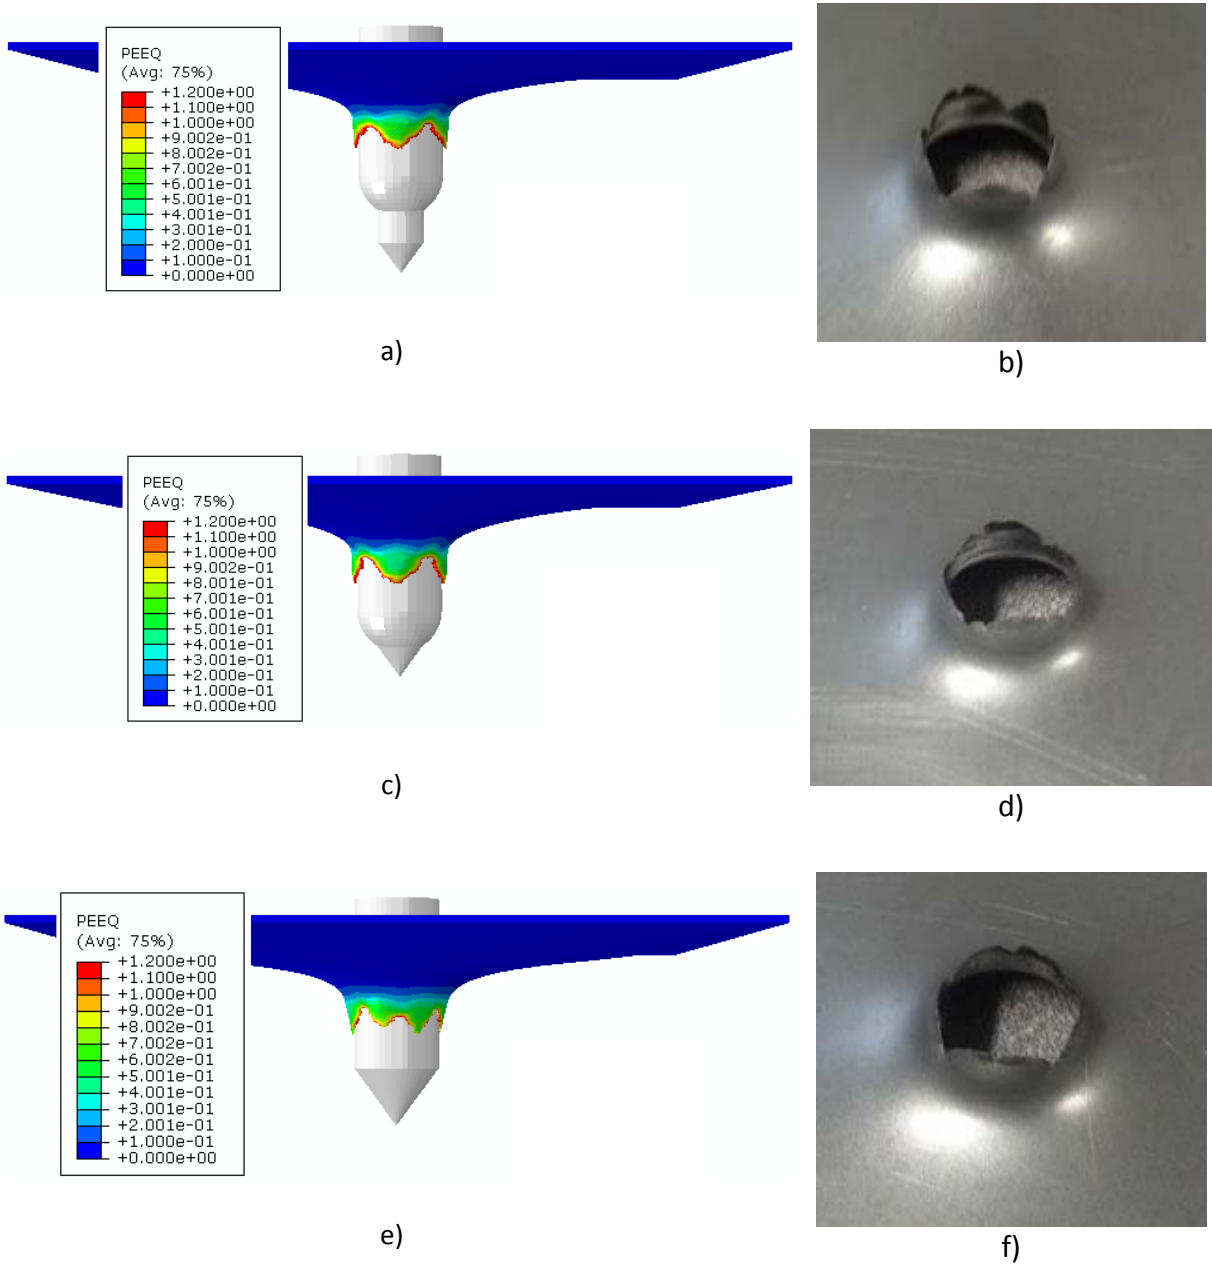 PEEQ
(Avg: 75%)
+1.200e+00
+1.100e+00
+1.000e+00
+9.002e-01
+8.002e-01
+7.002e-01
+6.001e-01
+5.001e-01
+4.001e-01
+3.001e-01
+2.000e-01
+1.000e-01
+0.000e+00
a)
b)
PEEQ
(Avg: 75%)
+1.200e+00
+1.100e+00
+1.000e+00
+9.002e-01
+8.001e-01
+7.001e-01
+6.001e-01
+5.001e-01
+4.001e-01
+3.001e-01
+2.000e-01
+1.000e-01
+0.000e+00
c)
d)
PEEQ
(Avg: 75%)
+1.200e+00
+1.100e+00
+1.000e+00
+9.002e-01
+8.002e-01
+7.002e-01
+6.002e-01
+5.001e-01
+4.001e-01
+3.001e-01
+2.001e-01
+1.000e-01
+0.000e+00
e)
f)